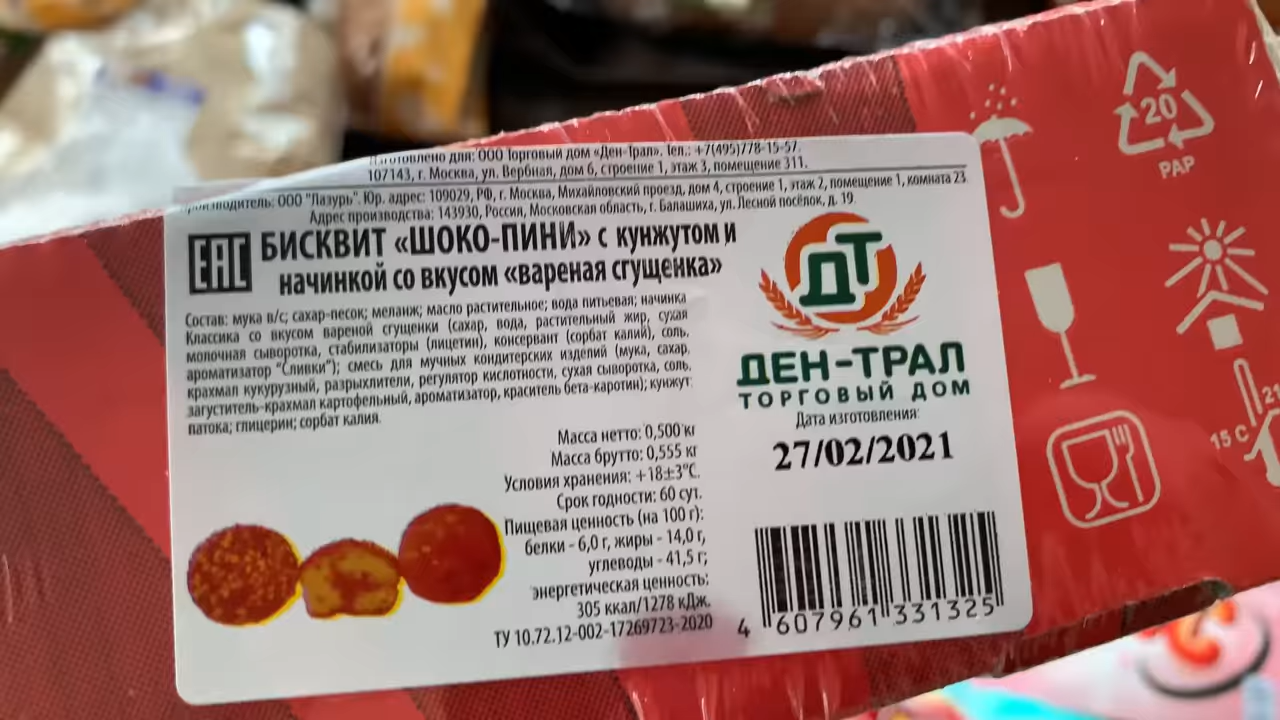 Изготовлено для: ООО Торговый дом «Ден-Трал». Тел.: +7(495)778-15-57.
107143, г. Москва, ул. Вербная, дом 6, строение 1, этаж 3, помещение 311.
Производитель: ООО "Лазурь". Юр. адрес: 109029, РФ, г. Москва, Михайловский проезд, дом 4, строение 1, этаж 2, помещение 1, комната 23.
Адрес производства: 143930, Россия, Московская область, г. Балашиха, ул. Лесной посёлок, д. 19.
EAC
БИСКВИТ «ШОКО-ПИНИ» с кунжутом и
начинкой со вкусом «вареная сгущенка»
Состав: мука в/с; сахар-песок; меланж; масло растительное; вода питьевая; начинка
Классика со вкусом вареной сгущенки (сахар, вода, растительный жир, сухая
молочная сыворотка, стабилизаторы (лицетин), консервант (сорбат калий), соль,
ароматизатор "Сливки"); смесь для мучных кондитерских изделий (мука, сахар,
крахмал кукурузный, разрыхлители, регулятор кислотности, сухая сыворотка, соль,
загуститель-крахмал картофельный, ароматизатор, краситель бета-каротин); кунжут;
патока; глицерин; сорбат калия.
Масса нетто: 0,500 кг
Масса брутто: 0,555 кг
Условия хранения: +18±3°С.
Срок годности: 60 сут.
Пищевая ценность (на 100 г):
белки - 6,0 г, жиры - 14,0 г,
углеводы - 41,5 г;
энергетическая ценность:
305 ккал/1278 кДж.
ТУ 10.72.12-002-17269723-2020
ДТ
ДЕН-ТРАЛ
ТОРГОВЫЙ ДОМ
Дата изготовления:
27/02/2021
4 607961 331325
20
PAP
15 C